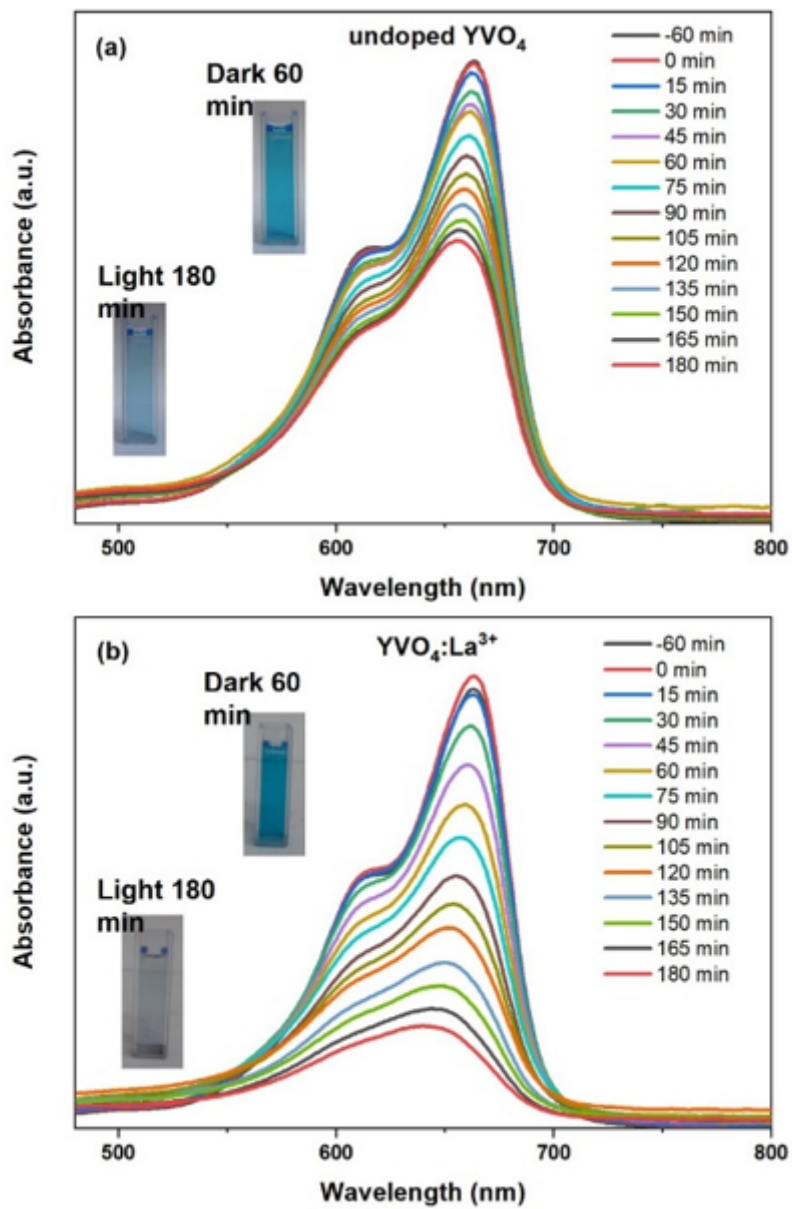 (a)
undoped YVO₄
Dark 60
min
Light 180
min
-60 min
0 min
15 min
30 min
45 min
60 min
75 min
90 min
105 min
120 min
135 min
150 min
165 min
180 min
Absorbance (a.u.)
500 600 700 800
Wavelength (nm)
(b)
YVO₄:La³⁺
Dark 60
min
Light 180
min
-60 min
0 min
15 min
30 min
45 min
60 min
75 min
90 min
105 min
120 min
135 min
150 min
165 min
180 min
Absorbance (a.u.)
500 600 700 800
Wavelength (nm)